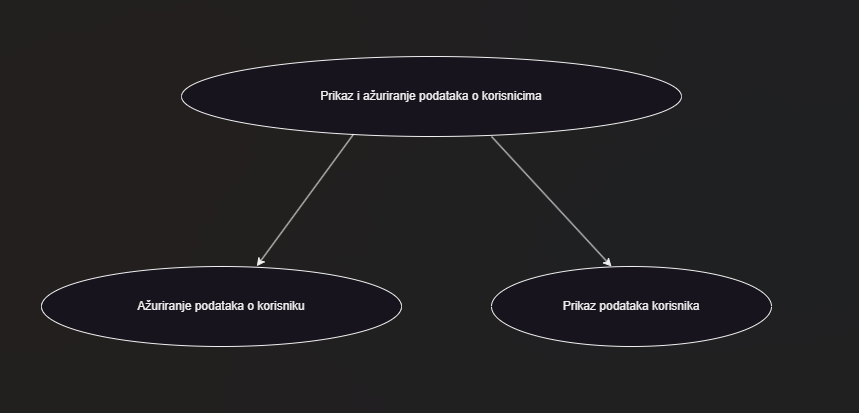 Prikaz i ažuriranje podataka o korisnicima
Ažuriranje podataka o korisniku
Prikaz podataka korisnika